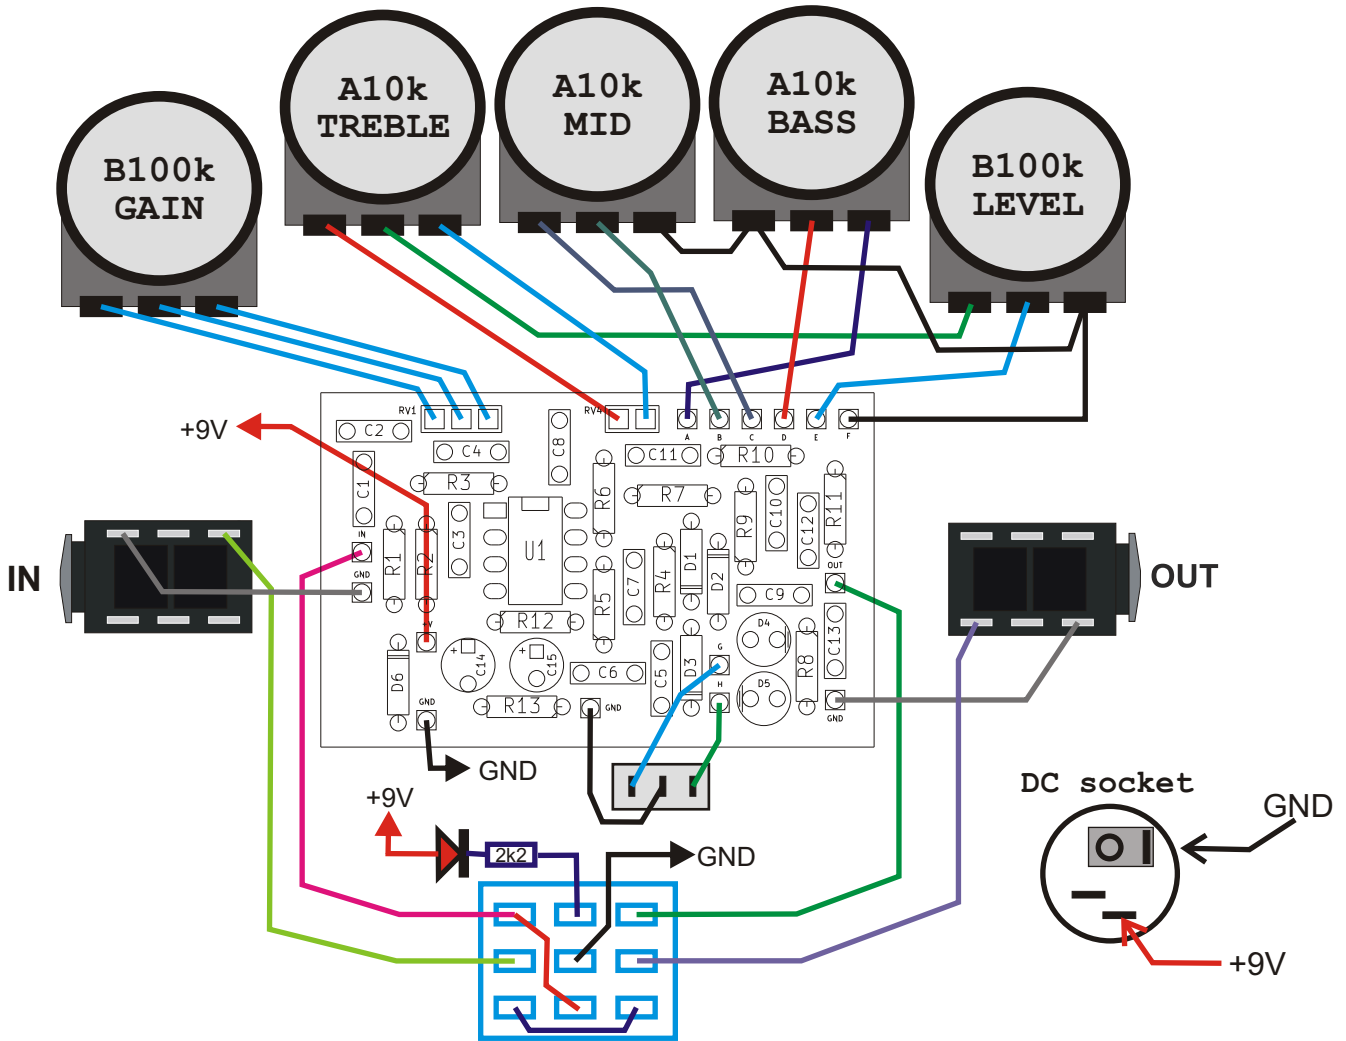 A10k
TREBLE
A10k
MID
A10k
BASS
B100k
GAIN
B100k
LEVEL
RV1
RV4
A
B
C
D
E
F
+9V
C2
C4
C8
C11
R10
C1
R3
R6
R7
R9
C10
C12
R11
IN
R1
R2
C3
U1
D1
D2
R4
C7
R5
OUT
GND
IN
OUT
C9
R12
+V
D4
C13
R8
G
D6
+
C14
+
C15
C6
C5
D3
H
D5
GND
R13
GND
GND
GND
+9V
2k2
GND
DC socket
GND
+9V